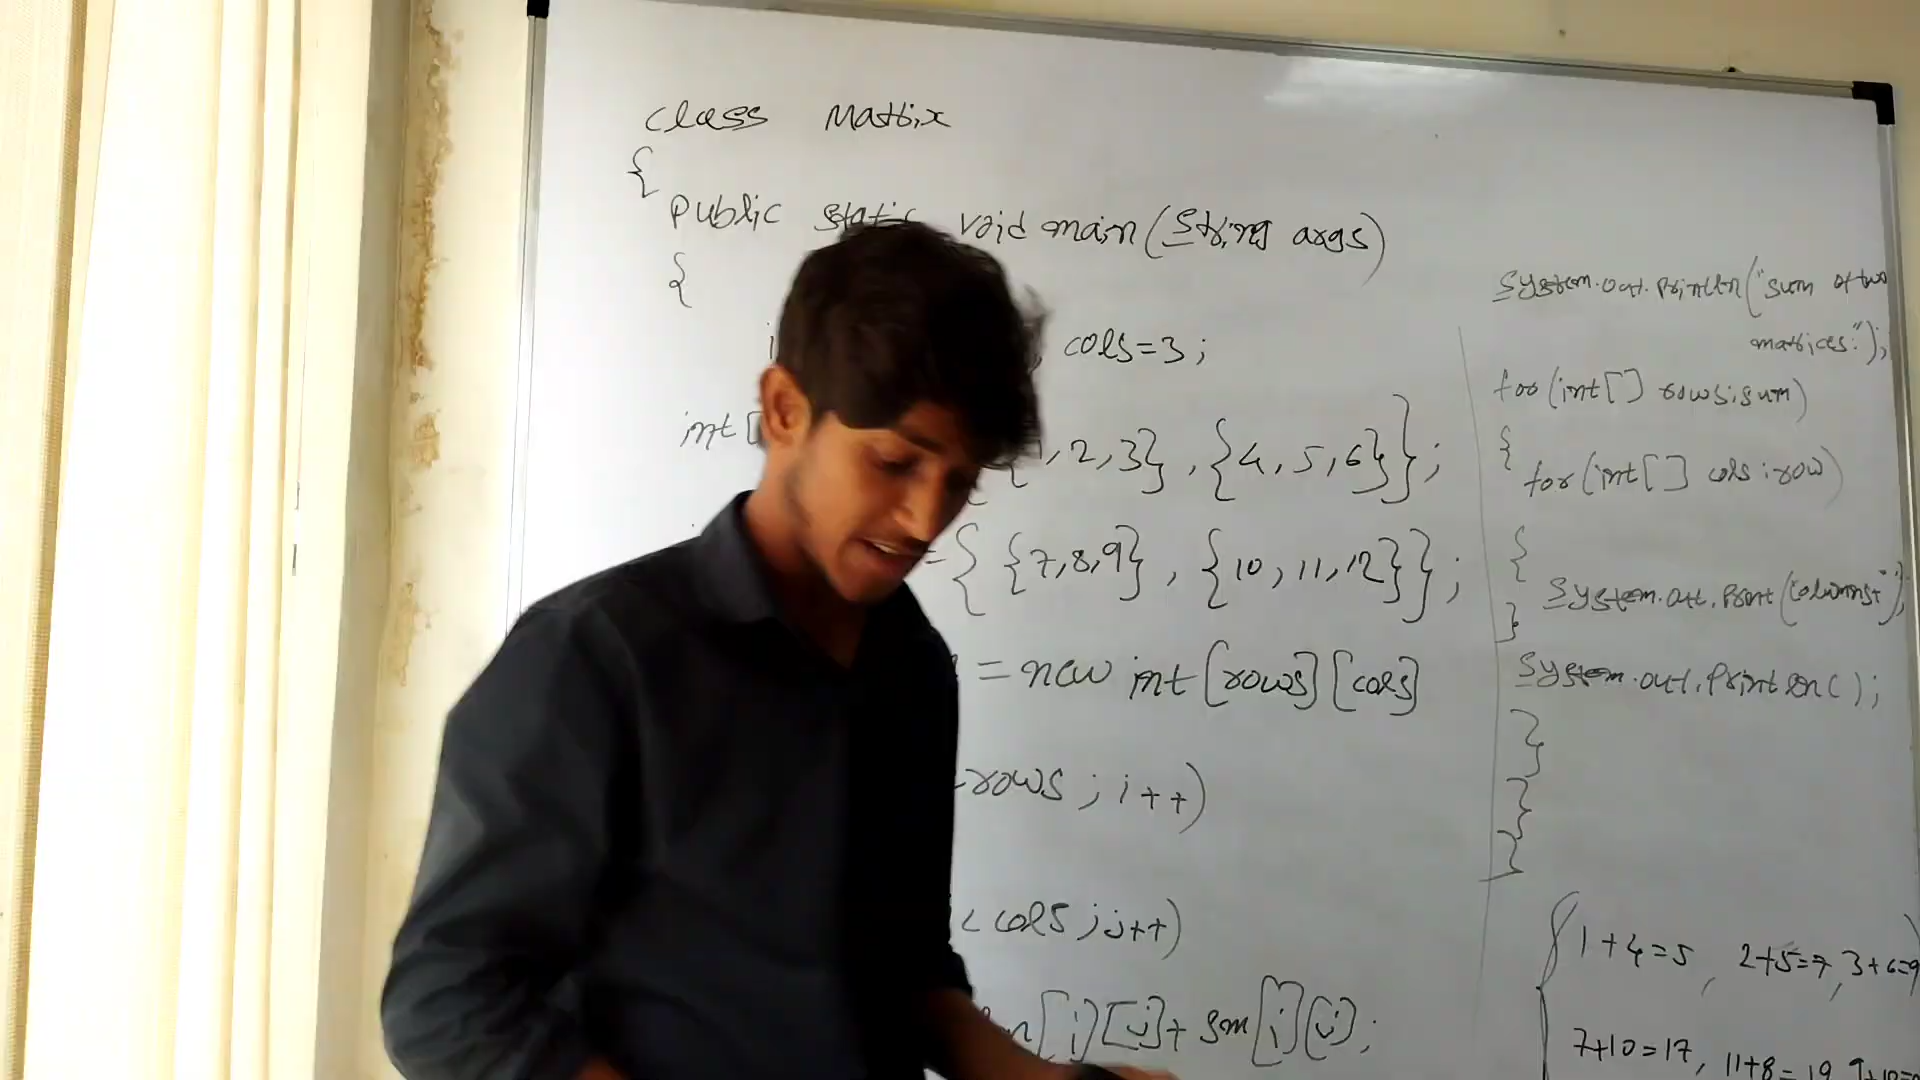 class Matrix
{
public static void main(String args)
{
cols=3;
int[
,2,3},{4,5,6}};
={ {7,8,9}, {10,11,12}};
= new int[rows][cols]
rows; i++)
< cols; j++)
[i][j]+ sm[i][j];
System.out.println("sum of two
matrices:");
for(int[] rows:sum)
{
for(int[] cols:row)
{
System.out.print(columns+"");
}
System.out.println();
}
}
}
1+4=5, 2+5=7, 3+6=9
7+10=17, 11+8=19